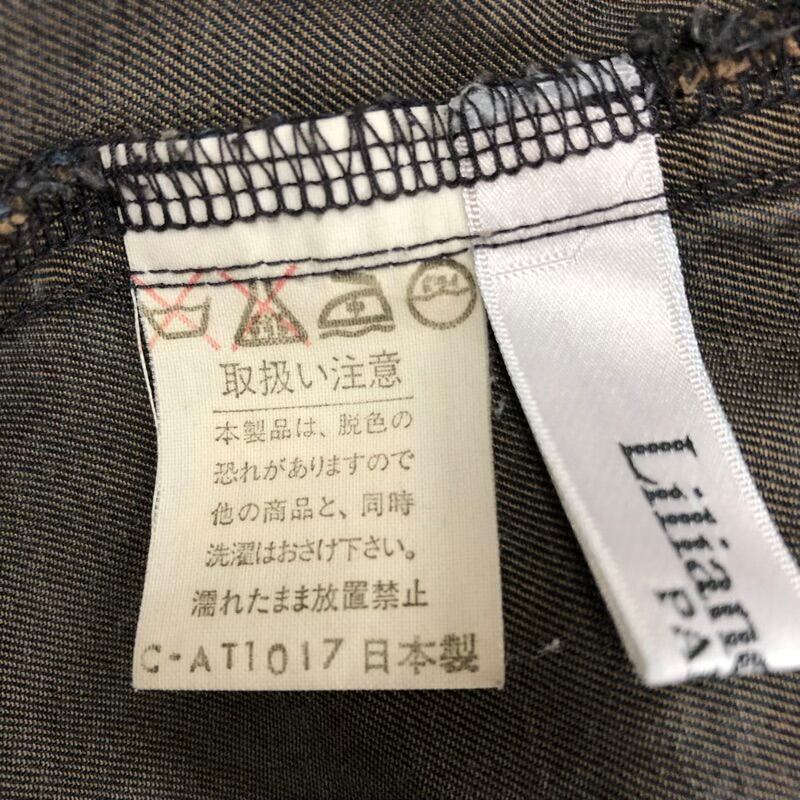 取扱い注意
本製品は、脱色の
恐れがありますので
他の商品と、同時
洗濯はおさけ下さい。
濡れたまま放置禁止
C-AT1017 日本製
Lilian
PA